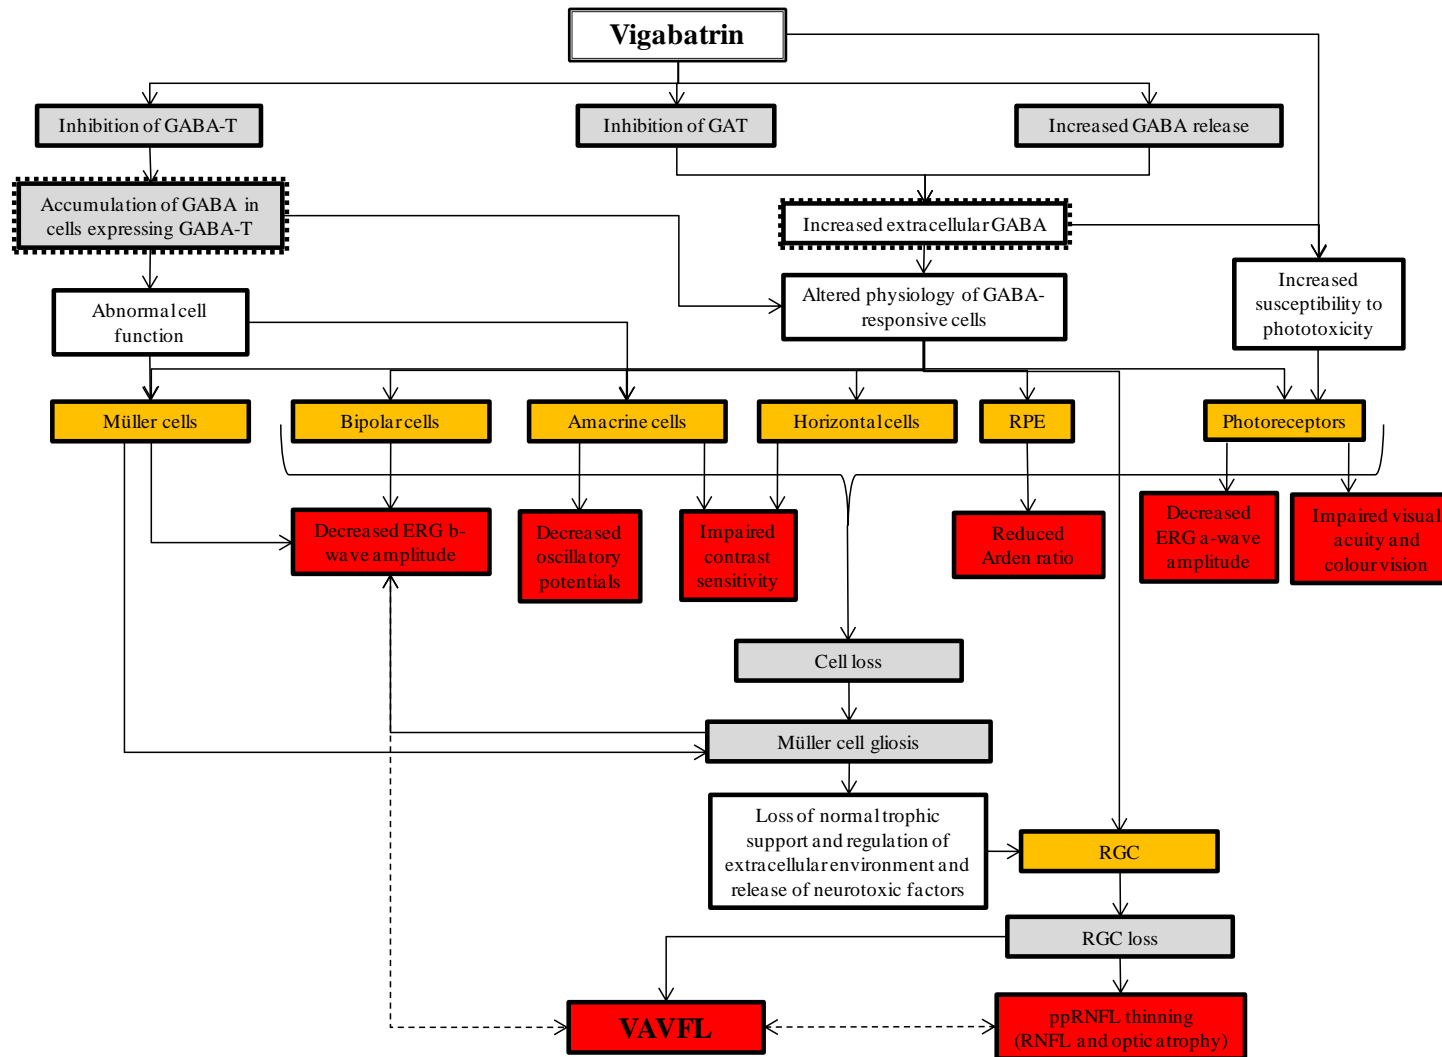 Vigabatrin
Inhibition of GABA-T
Inhibition of GAT
Increased GABA release
Accumulation of GABA in
cells expressing GABA-T
Increased extracellular GABA
Abnormal cell
function
Altered physiology of GABA-
responsive cells
Increased
susceptibility to
phototoxicity
Müller cells
Bipolar cells
Amacrine cells
Horizontal cells
RPE
Photoreceptors
Decreased ERG b-
wave amplitude
Decreased
oscillatory
potentials
Impaired
contrast
sensitivity
Reduced
Arden ratio
Decreased
ERG a-wave
amplitude
Impaired visual
acuity and
colour vision
Cell loss
Müller cell gliosis
Loss of normal trophic
support and regulation of
extracellular environment and
release of neurotoxic factors
RGC
RGC loss
VAVFL
ppRNFL thinning
(RNFL and optic atrophy)